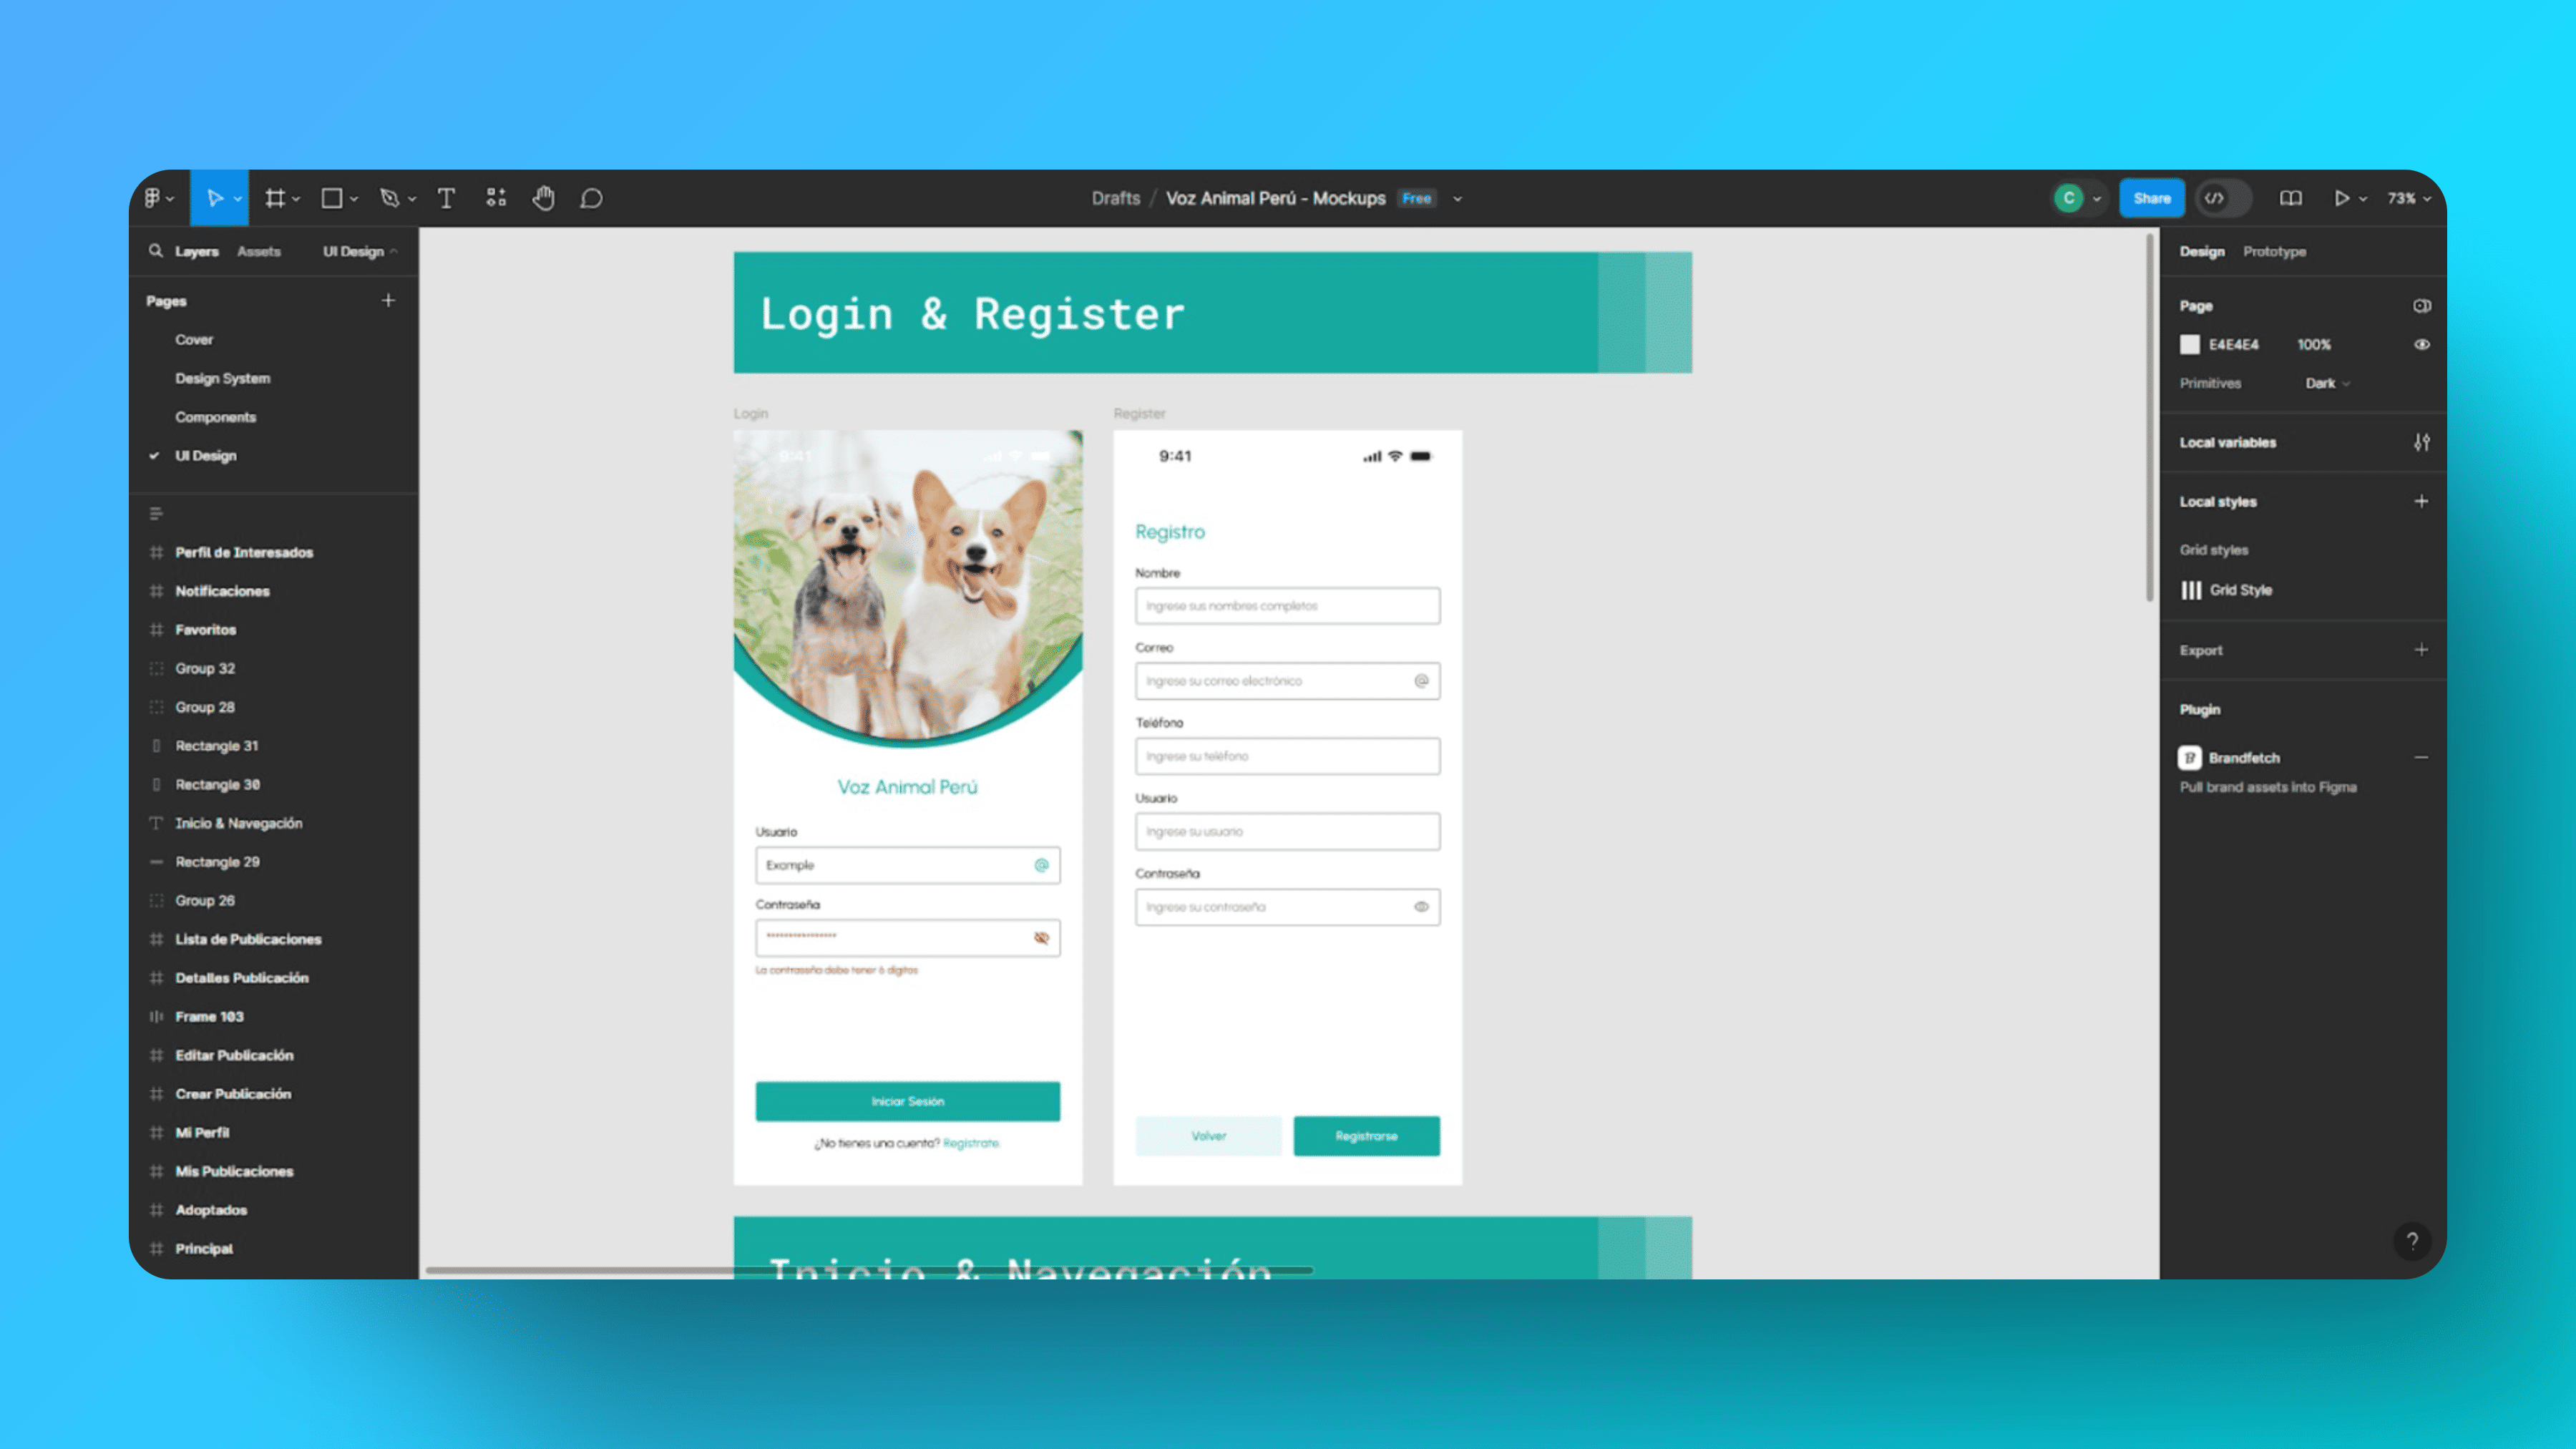 Drafts / Voz Animal Perú - Mockups Free
C
Share
73%
Layers Assets UI Design
Pages
Cover
Design System
Components
UI Design
Perfil de Interesados
Notificaciones
Favoritos
Group 32
Group 28
Rectangle 31
Rectangle 30
Inicio & Navegación
Rectangle 29
Group 26
Lista de Publicaciones
Detalles Publicación
Frame 103
Editar Publicación
Crear Publicación
Mi Perfil
Mis Publicaciones
Adoptados
Principal
Login & Register
Login
9:41
Voz Animal Perú
Usuario
Example
Contraseña
****************
La contraseña debe tener 6 dígitos
Iniciar Sesión
¿No tienes una cuenta? Regístrate.
Register
9:41
Registro
Nombre
Ingrese sus nombres completos
Correo
Ingrese su correo electrónico
Teléfono
Ingrese su teléfono
Usuario
Ingrese su usuario
Contraseña
Ingrese su contraseña
Volver
Registrarse
Inicio & Navegación
Design Prototype
Page
E4E4E4 100%
Primitives Dark
Local variables
Local styles
Grid styles
Grid Style
Export
Plugin
Brandfetch
Pull brand assets into Figma
?